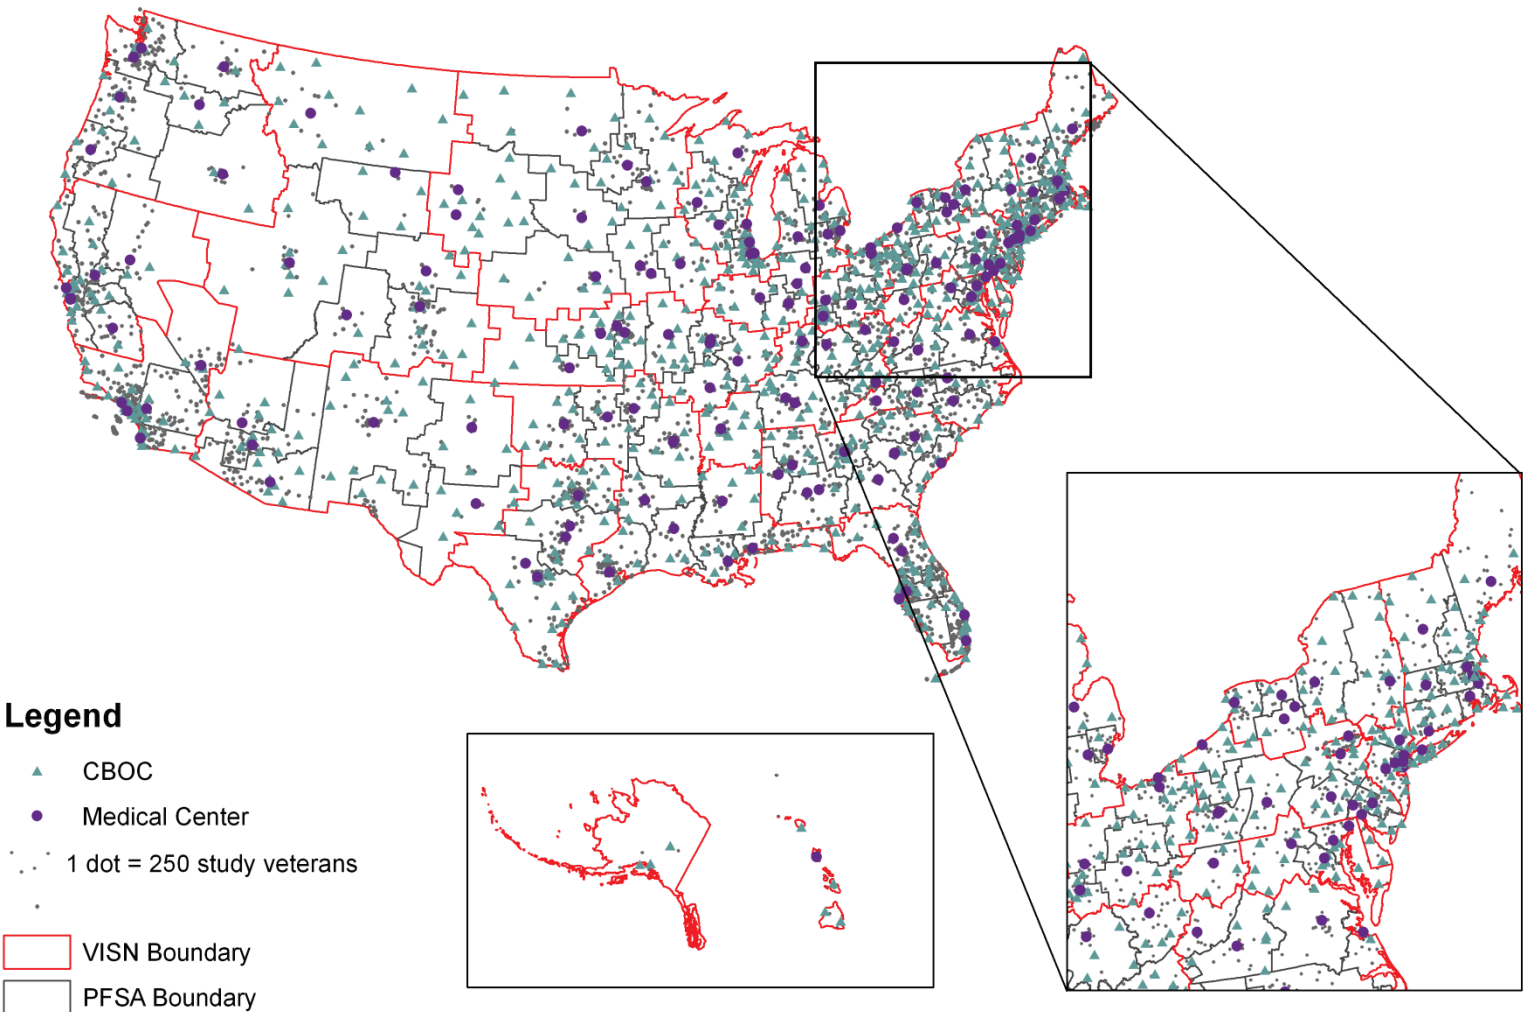 Legend
CBOC
Medical Center
1 dot = 250 study veterans
VISN Boundary
PFSA Boundary